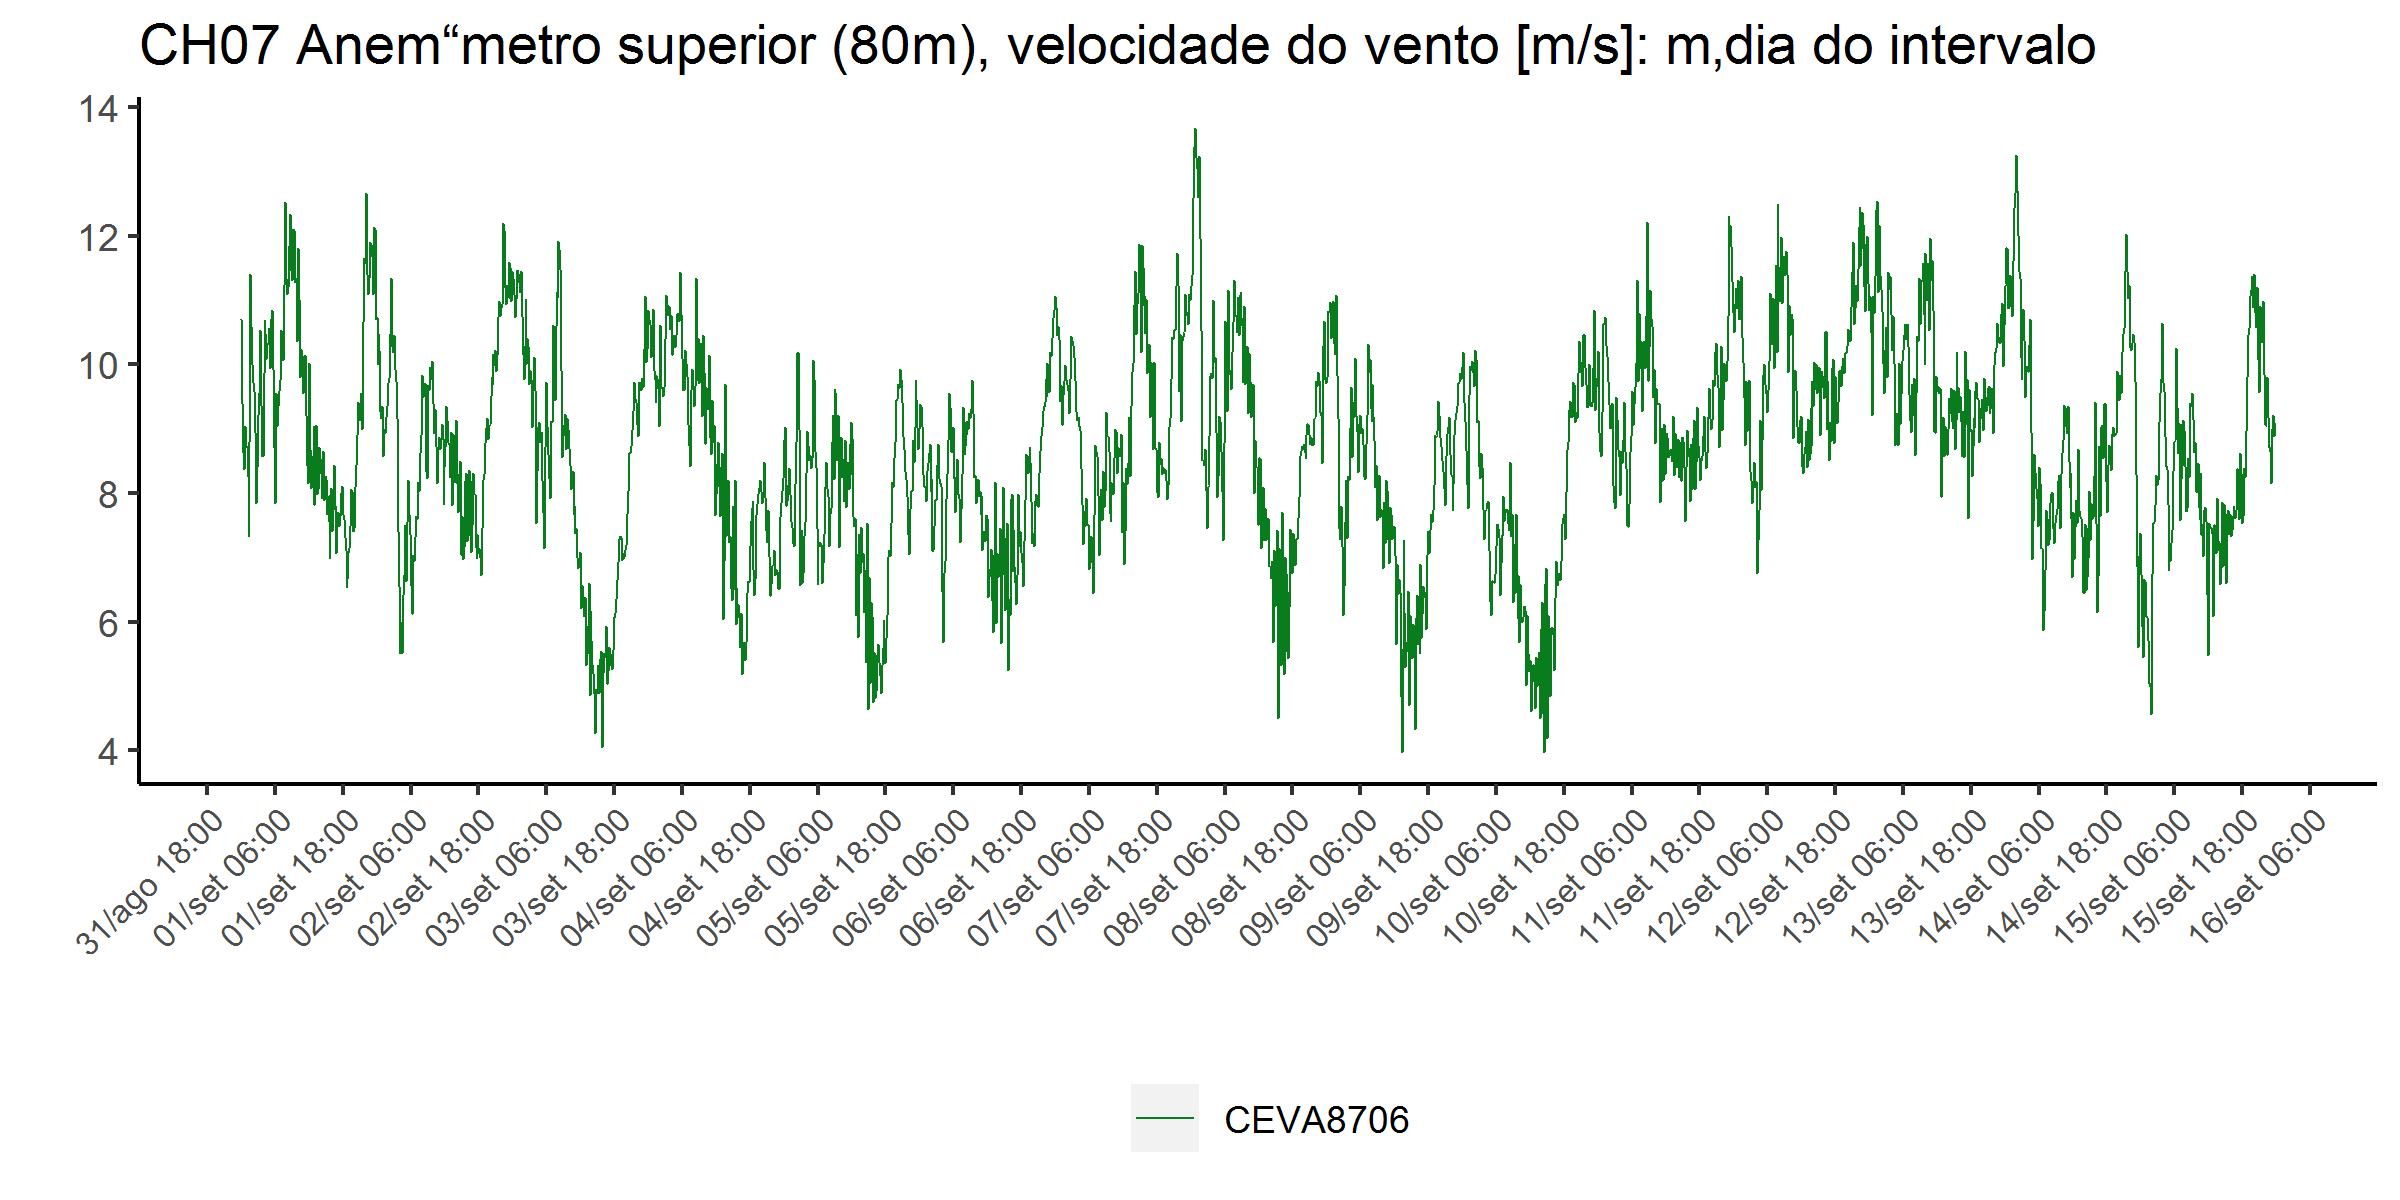 CH07 Anem“metro superior (80m), velocidade do vento [m/s]: m,dia do intervalo
14
12
10
8
6
4
31/ago 18:00
01/set 06:00
01/set 18:00
02/set 06:00
02/set 18:00
03/set 06:00
03/set 18:00
04/set 06:00
04/set 18:00
05/set 06:00
05/set 18:00
06/set 06:00
06/set 18:00
07/set 06:00
07/set 18:00
08/set 06:00
08/set 18:00
09/set 06:00
09/set 18:00
10/set 06:00
10/set 18:00
11/set 06:00
11/set 18:00
12/set 06:00
12/set 18:00
13/set 06:00
13/set 18:00
14/set 06:00
14/set 18:00
15/set 06:00
15/set 18:00
16/set 06:00
CEVA8706